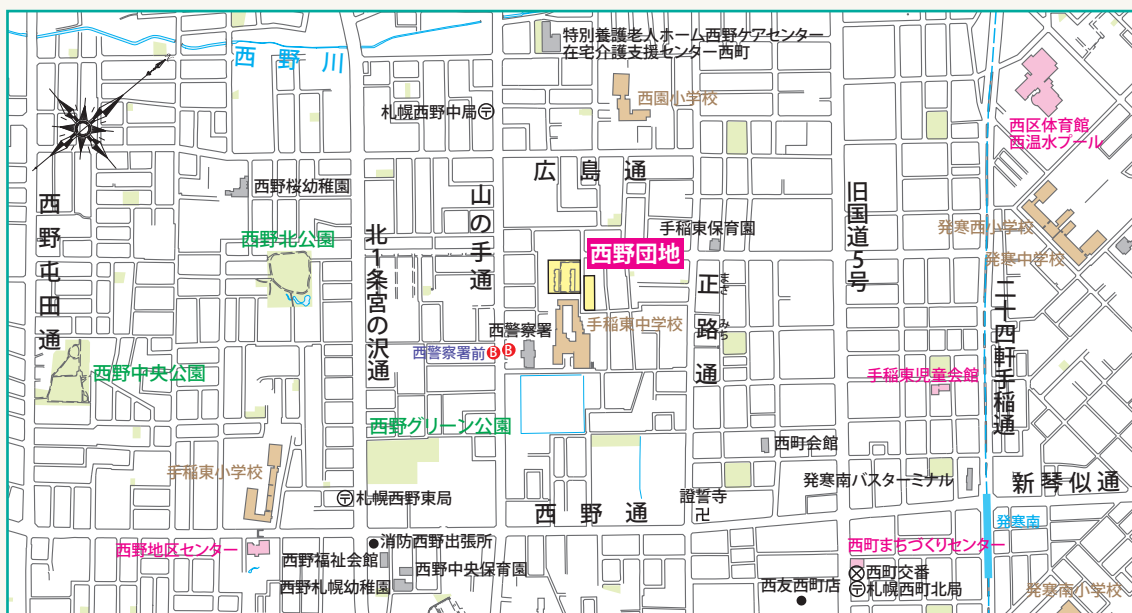 特別養護老人ホーム西野ケアセンター
在宅介護支援センター西町
西野川
西園小学校
札幌西野中局
西区体育館
西温水プール
広島通
西野桜幼稚園
山の手通
旧国道5号
西野屯田通
手稲東保育園
発寒西小学校
北1条宮の沢通
西野北公園
西野団地
発寒中学校
正路通
まさみち
二十四軒手稲通
手稲東中学校
西警察署
西警察署前
B
B
西野中央公園
手稲東児童会館
西野グリーン公園
西町会館
手稲東小学校
発寒南バスターミナル
新琴似通
札幌西野東局
證誓寺
卍
西野通
発寒南
消防西野出張所
西野地区センター
西町まちづくりセンター
西野福祉会館
西野中央保育園
西町交番
西野札幌幼稚園
西友西町店
札幌西町北局
発寒南小学校